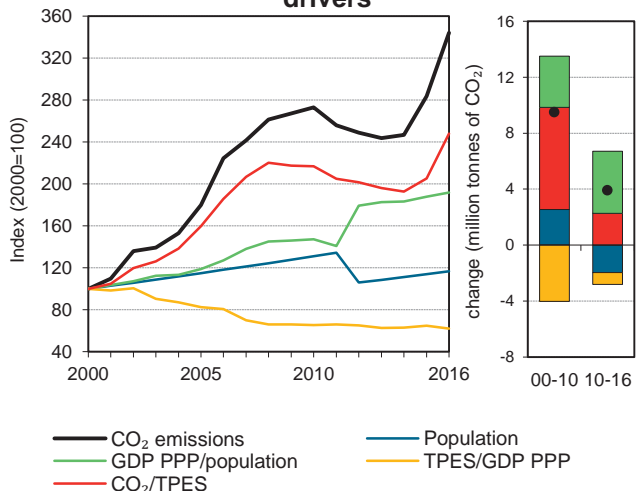 drivers
360
320
280
240
200
160
120
80
40
Index (2000=100)
2000
2005
2010
2016
16
12
8
4
0
-4
-8
change (million tonnes of CO₂)
00-10
10-16
CO₂ emissions
Population
GDP PPP/population
TPES/GDP PPP
CO₂/TPES